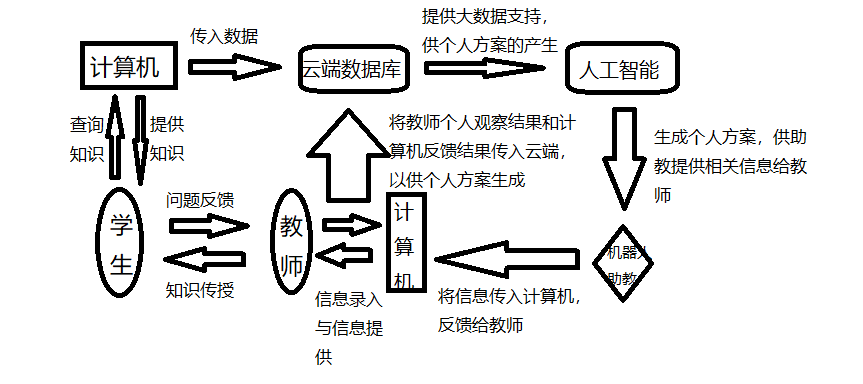 提供大数据支持，
供个人方案的产生
传入数据
计算机
云端数据库
人工智能
查询
知识
提供
知识
将教师个人观察结果和计
算机反馈结果传入云端，
以供个人方案生成
生成个人方案，供助
教提供相关信息给教
师
问题反馈
学
生
教
师
计
算
机
机器人
助教
知识传授
信息录入
与信息提
供
将信息传入计算机，
反馈给教师